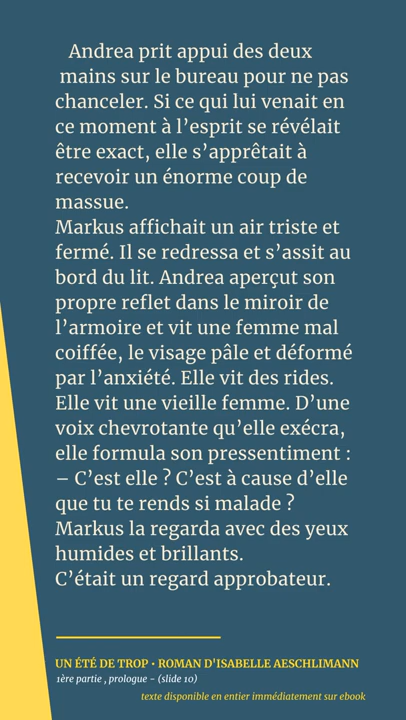 Andrea prit appui des deux
mains sur le bureau pour ne pas
chanceler. Si ce qui lui venait en
ce moment à l’esprit se révélait
être exact, elle s’apprêtait à
recevoir un énorme coup de
massue.
Markus affichait un air triste et
fermé. Il se redressa et s’assit au
bord du lit. Andrea aperçut son
propre reflet dans le miroir de
l’armoire et vit une femme mal
coiffée, le visage pâle et déformé
par l’anxiété. Elle vit des rides.
Elle vit une vieille femme. D’une
voix chevrotante qu’elle exécra,
elle formula son pressentiment :
– C’est elle ? C’est à cause d’elle
que tu te rends si malade ?
Markus la regarda avec des yeux
humides et brillants.
C’était un regard approbateur.
UN ÉTÉ DE TROP • ROMAN D'ISABELLE AESCHLIMANN
1ère partie , prologue - (slide 10)
texte disponible en entier immédiatement sur ebook